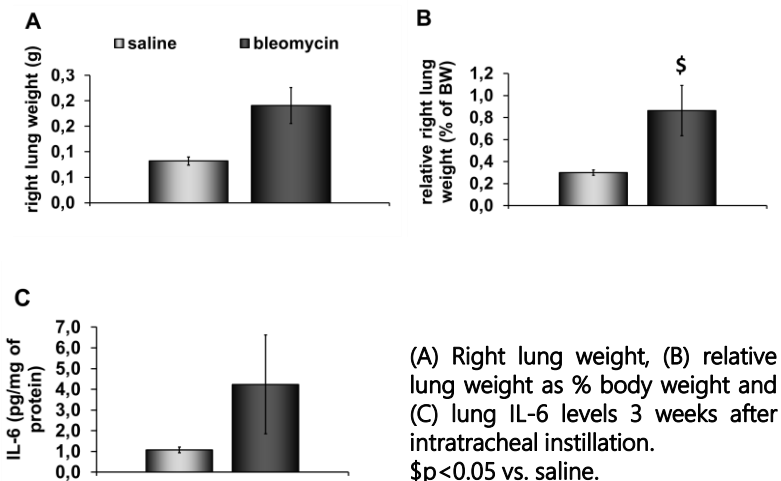 A
saline bleomycin
right lung weight (g)
0,3
0,2
0,2
0,1
0,1
0,0
B
$
relative right lung
weight (% of BW)
1,2
1,0
0,8
0,6
0,4
0,2
0,0
C
IL-6 (pg/mg of
protein)
7,0
6,0
5,0
4,0
3,0
2,0
1,0
0,0
(A) Right lung weight, (B) relative
lung weight as % body weight and
(C) lung IL-6 levels 3 weeks after
intratracheal instillation.
$p<0.05 vs. saline.